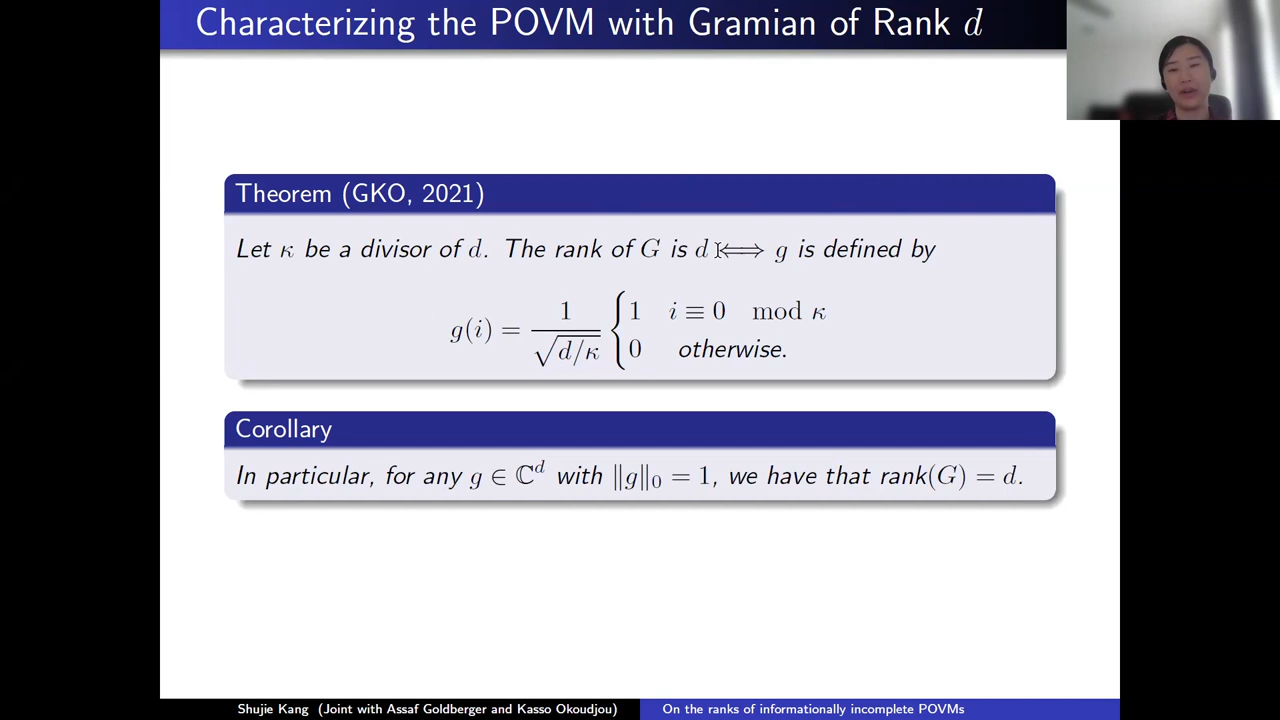 Characterizing the POVM with Gramian of Rank d
Theorem (GKO, 2021)
Let κ be a divisor of d. The rank of G is d ⟺ g is defined by
g(i) = 1/√(d/κ) { 1 i ≡ 0 mod κ
0 otherwise.
Corollary
In particular, for any g ∈ ℂ^d with ‖g‖₀ = 1, we have that rank(G) = d.
Shujie Kang (Joint with Assaf Goldberger and Kasso Okoudjou)
On the ranks of informationally incomplete POVMs